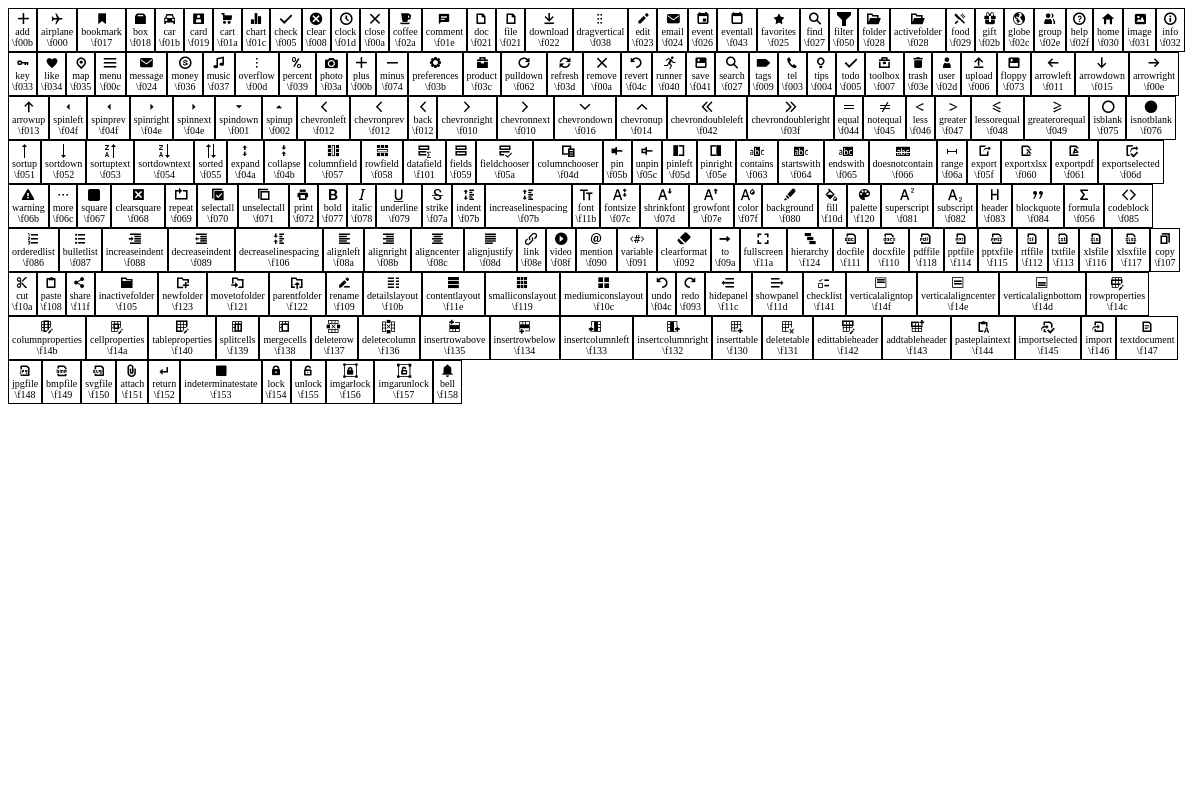 add airplane bookmark box car card cart chart check clear clock close coffee comment doc file download dragvertical edit email event eventall favorites find filter folder activefolder food gift globe group help home image info
\f00b \f000 \f017 \f018 \f01b \f019 \f01a \f01c \f005 \f008 \f01d \f00a \f02a \f01e \f021 \f021 \f022 \f038 \f023 \f024 \f026 \f043 \f025 \f027 \f050 \f028 \f028 \f029 \f02b \f02c \f02e \f02f \f030 \f031 \f032
key like map menu message money music overflow percent photo plus minus preferences product pulldown refresh remove revert runner save search tags tel tips todo toolbox trash user upload floppy arrowleft arrowdown arrowright
\f033 \f034 \f035 \f00c \f024 \f036 \f037 \f00d \f039 \f03a \f00b \f074 \f03b \f03c \f062 \f03d \f00a \f04c \f040 \f041 \f027 \f009 \f003 \f004 \f005 \f007 \f03e \f02d \f006 \f073 \f011 \f015 \f00e
arrowup spinleft spinprev spinright spinnext spindown spinup chevronleft chevronprev back chevronright chevronnext chevrondown chevronup chevrondoubleleft chevrondoubleright equal notequal less greater lessorequal greaterorequal isblank isnotblank
\f013 \f04f \f04f \f04e \f04e \f001 \f002 \f012 \f012 \f012 \f010 \f010 \f016 \f014 \f042 \f03f \f044 \f045 \f046 \f047 \f048 \f049 \f075 \f076
sortup sortdown sortuptext sortdowntext sorted expand collapse columnfield rowfield datafield fields fieldchooser columnchooser pin unpin pinleft pinright contains startswith endswith doesnotcontain range export exportxlsx exportpdf exportselected
\f051 \f052 \f053 \f054 \f055 \f04a \f04b \f057 \f058 \f101 \f059 \f05a \f04d \f05b \f05c \f05d \f05e \f063 \f064 \f065 \f066 \f06a \f05f \f060 \f061 \f06d
warning more square clearsquare repeat selectall unselectall print bold italic underline strike indent increaselinespacing font fontsize shrinkfont growfont color background fill palette superscript subscript header blockquote formula codeblock
\f06b \f06c \f067 \f068 \f069 \f070 \f071 \f072 \f077 \f078 \f079 \f07a \f07b \f07b \f11b \f07c \f07d \f07e \f07f \f080 \f10d \f120 \f081 \f082 \f083 \f084 \f056 \f085
orderedlist bulletlist increaseindent decreaseindent decreaselinespacing alignleft alignright aligncenter alignjustify link video mention variable clearformat to fullscreen hierarchy docfile docxfile pdffile pptfile pptxfile rtffile txtfile xlsfile xlsxfile copy
\f086 \f087 \f088 \f089 \f106 \f08a \f08b \f08c \f08d \f08e \f08f \f090 \f091 \f092 \f09a \f11a \f124 \f111 \f110 \f118 \f114 \f115 \f112 \f113 \f116 \f117 \f107
cut paste share inactivefolder newfolder movetofolder parentfolder rename detailslayout contentlayout smalliconslayout mediumiconslayout undo redo hidepanel showpanel checklist verticalaligntop verticalaligncenter verticalalignbottom rowproperties
\f10a \f108 \f11f \f105 \f123 \f121 \f122 \f109 \f10b \f11e \f119 \f10c \f04c \f093 \f11c \f11d \f141 \f14f \f14e \f14d \f14c
columnproperties cellproperties tableproperties splitcells mergecells deleterow deletecolumn insertrowabove insertrowbelow insertcolumnleft insertcolumnright inserttable deletetable edittableheader addtableheader pasteplaintext importselected import textdocument
\f14b \f14a \f140 \f139 \f138 \f137 \f136 \f135 \f134 \f133 \f132 \f130 \f131 \f142 \f143 \f144 \f145 \f146 \f147
jpgfile bmpfile svgfile attach return indeterminatestate lock unlock imgarlock imgarunlock bell
\f148 \f149 \f150 \f151 \f152 \f153 \f154 \f155 \f156 \f157 \f158